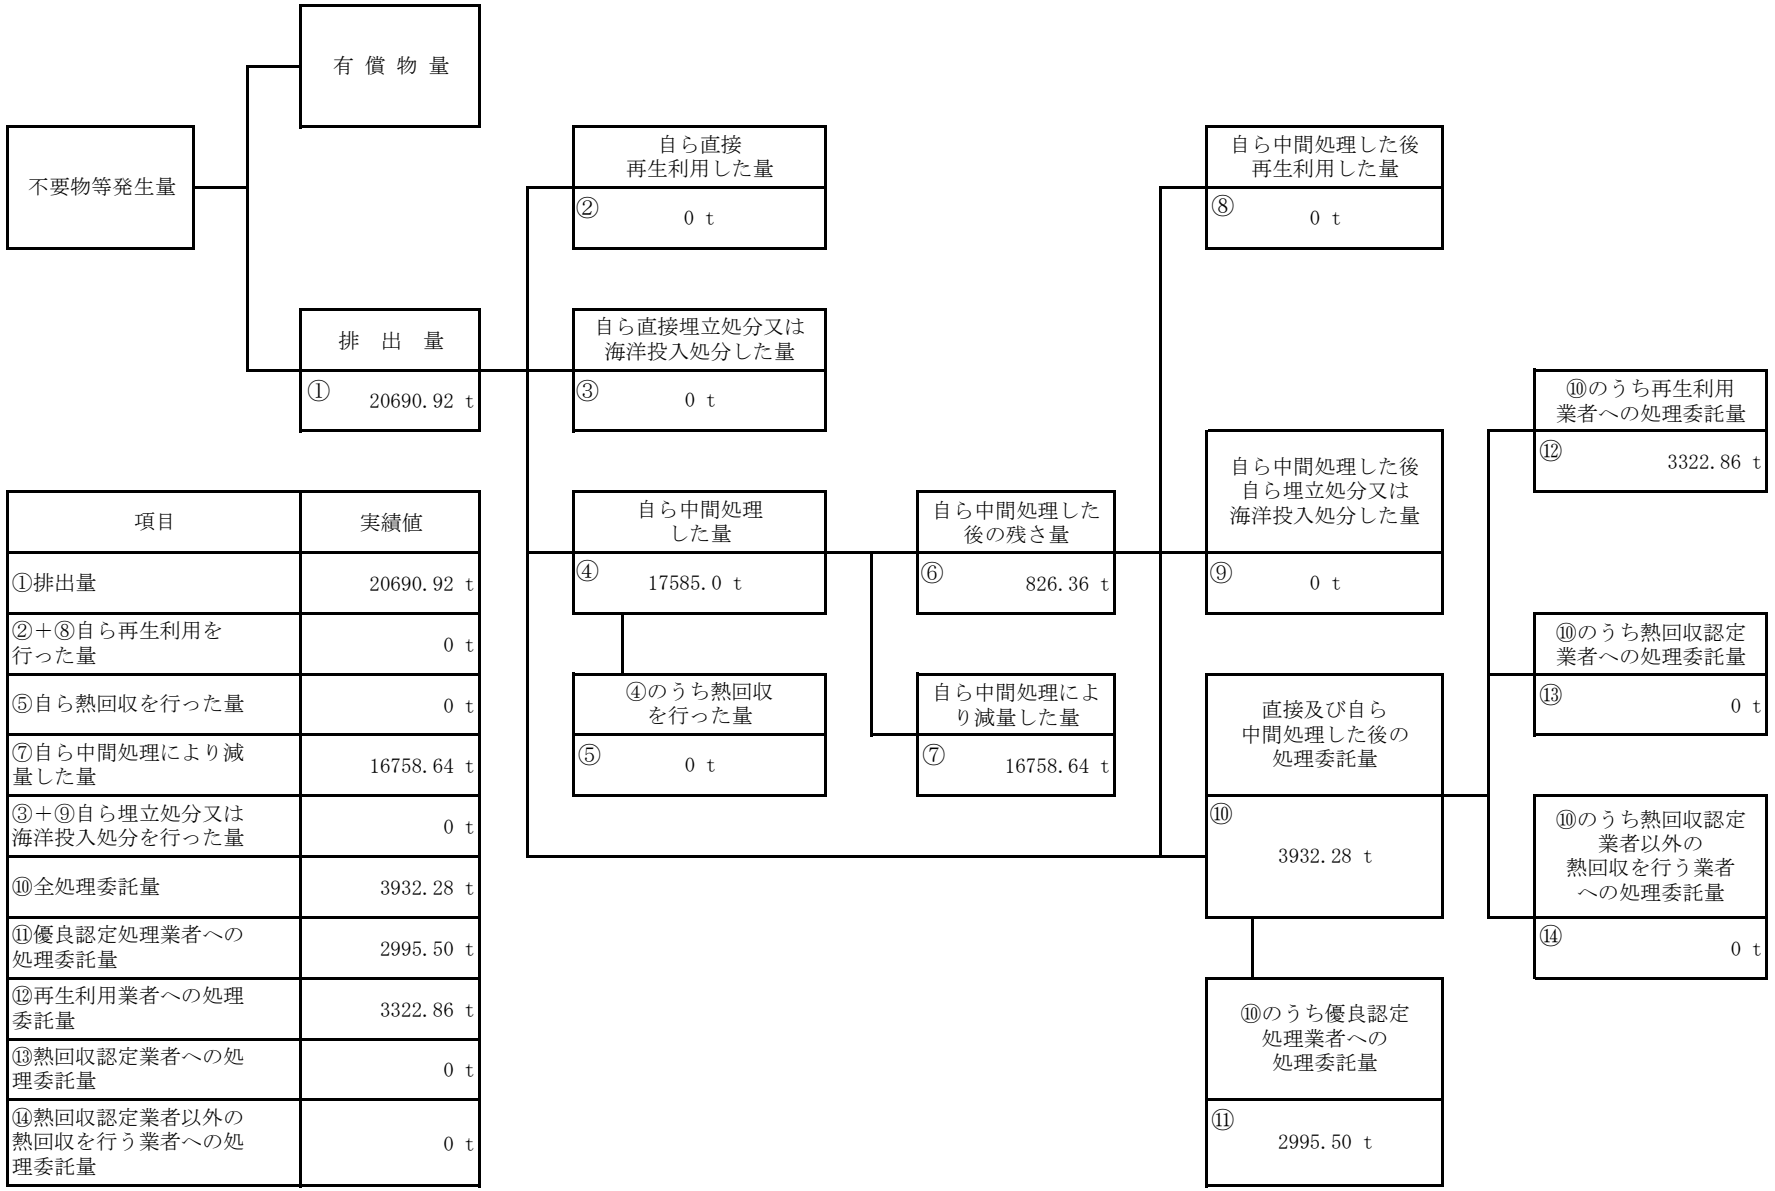 有 償 物 量
不要物等発生量
排 出 量
①
20690.92 t
自ら直接
再生利用した量
②
0 t
自ら直接埋立処分又は
海洋投入処分した量
③
0 t
自ら中間処理
した量
④
17585.0 t
④のうち熱回収
を行った量
⑤
0 t
自ら中間処理した
後の残さ量
⑥
826.36 t
自ら中間処理によ
り減量した量
⑦
16758.64 t
自ら中間処理した後
再生利用した量
⑧
0 t
自ら中間処理した後
自ら埋立処分又は
海洋投入処分した量
⑨
0 t
直接及び自ら
中間処理した後の
処理委託量
⑩
3932.28 t
⑩のうち優良認定
処理業者への
処理委託量
⑪
2995.50 t
⑩のうち再生利用
業者への処理委託量
⑫
3322.86 t
⑩のうち熱回収認定
業者への処理委託量
⑬
0 t
⑩のうち熱回収認定
業者以外の
熱回収を行う業者
への処理委託量
⑭
0 t
項目 実績値
①排出量 20690.92 t
②+⑧自ら再生利用を
行った量
0 t
⑤自ら熱回収を行った量 0 t
⑦自ら中間処理により減
量した量
16758.64 t
③+⑨自ら埋立処分又は
海洋投入処分を行った量
0 t
⑩全処理委託量 3932.28 t
⑪優良認定処理業者への
処理委託量
2995.50 t
⑫再生利用業者への処理
委託量
3322.86 t
⑬熱回収認定業者への処
理委託量
0 t
⑭熱回収認定業者以外の
熱回収を行う業者への処
理委託量
0 t